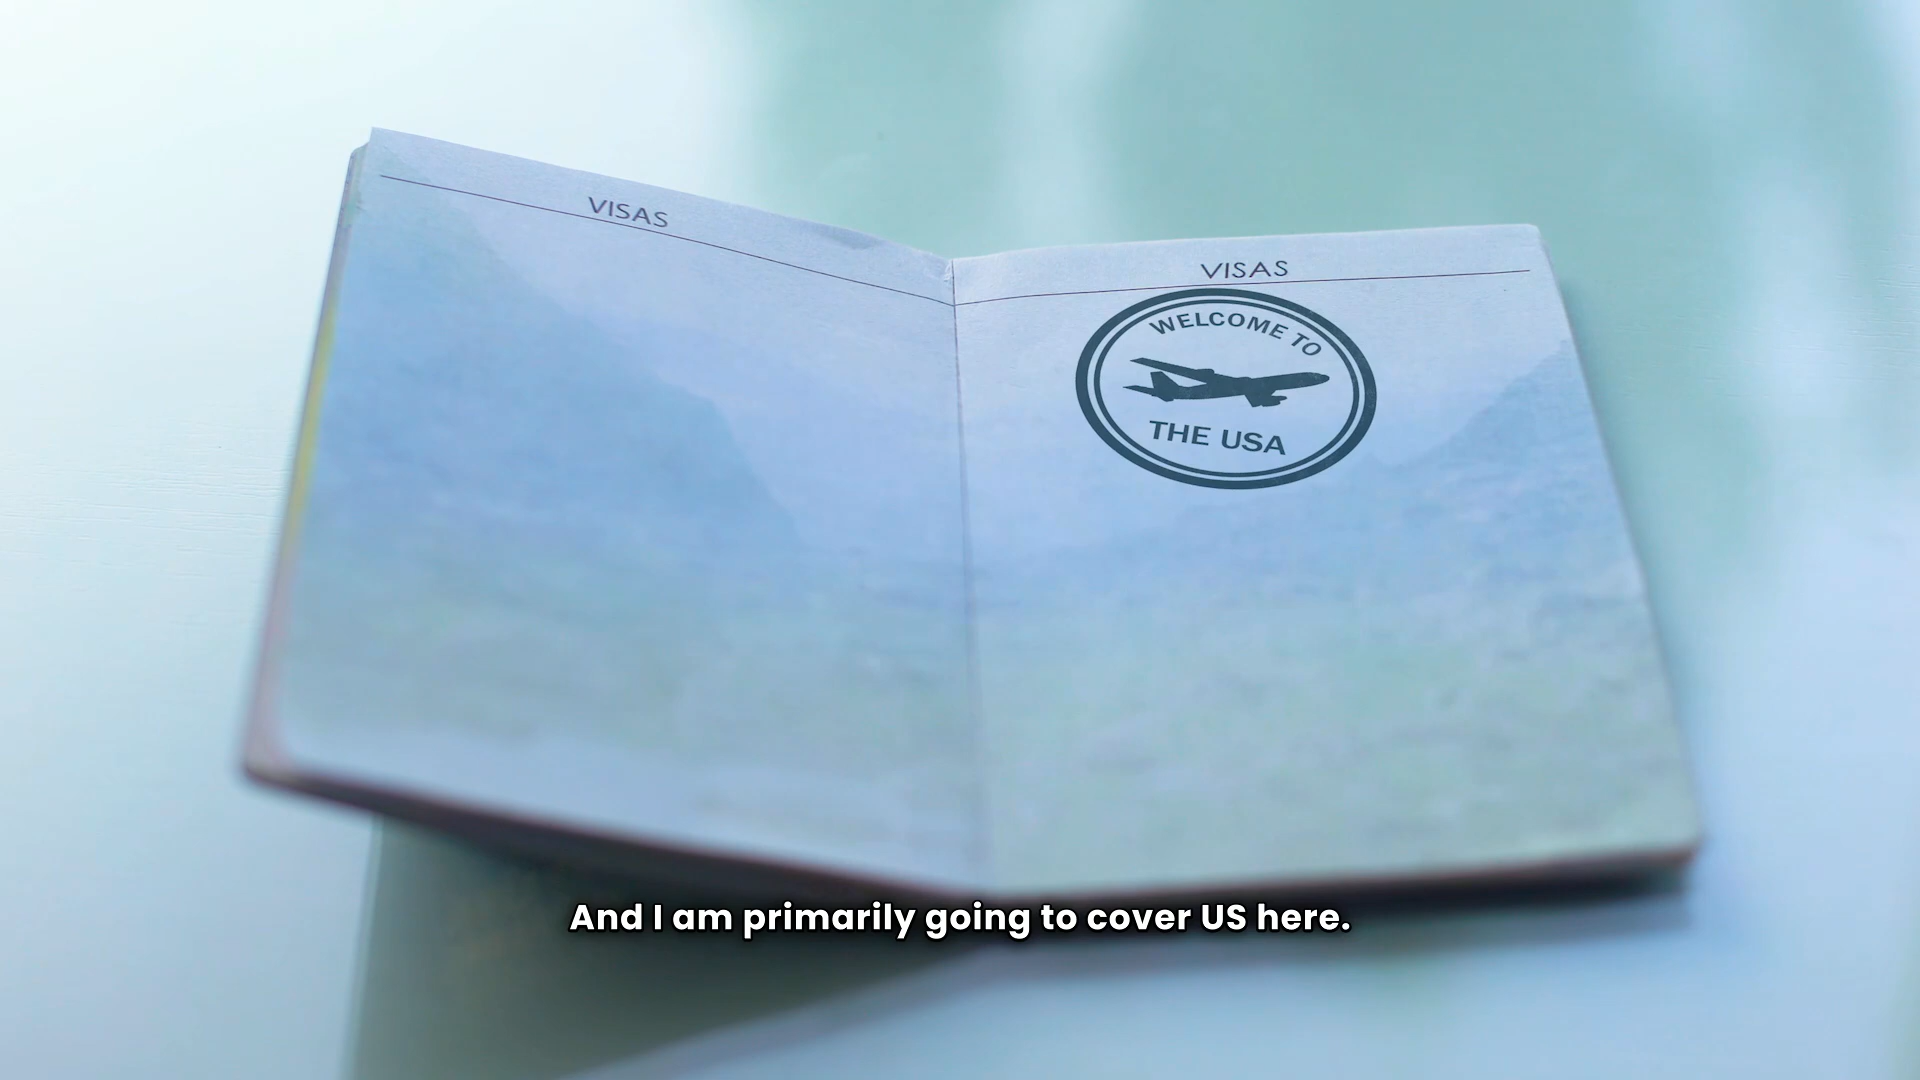 VISAS
VISAS
WELCOME TO
THE USA
And I am primarily going to cover US here.